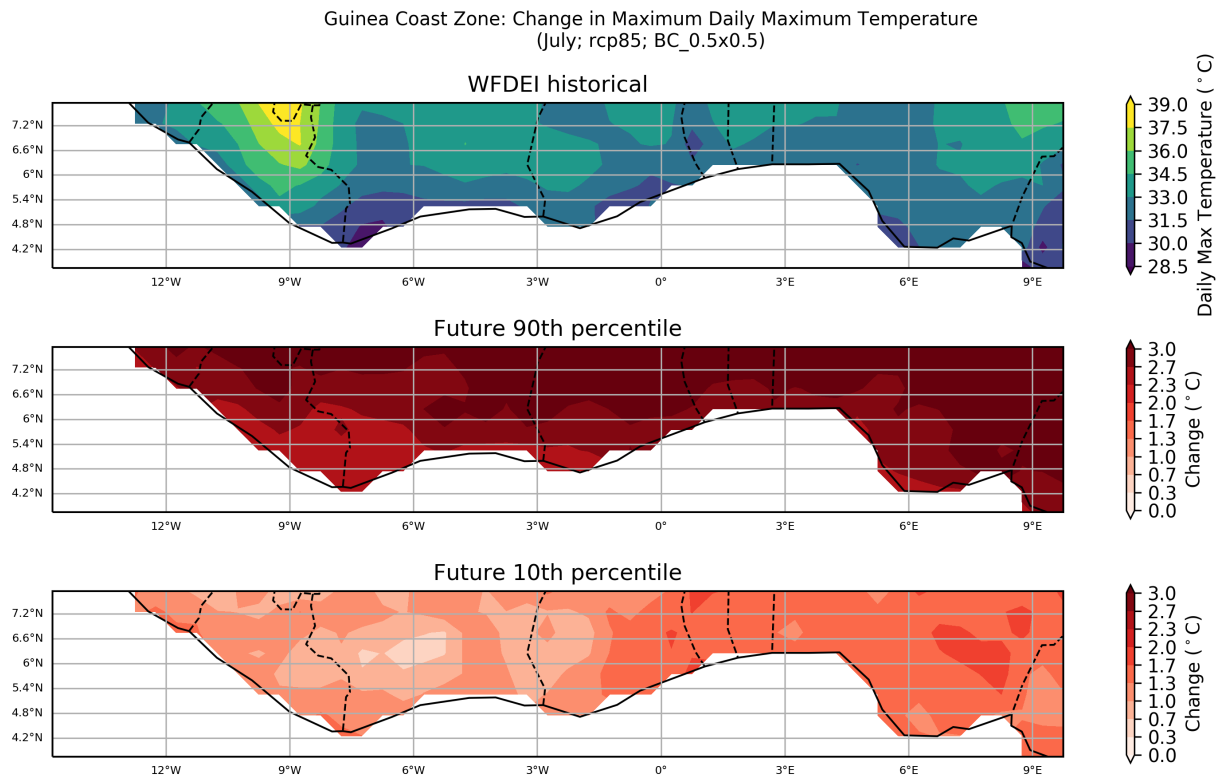 Guinea Coast Zone: Change in Maximum Daily Maximum Temperature
(July; rcp85; BC_0.5x0.5)
WFDEI historical
7.2°N
6.6°N
6°N
5.4°N
4.8°N
4.2°N
12°W 9°W 6°W 3°W 0° 3°E 6°E 9°E
39.0
37.5
36.0
34.5
33.0
31.5
30.0
28.5
Daily Max Temperature (°C)
Future 90th percentile
7.2°N
6.6°N
6°N
5.4°N
4.8°N
4.2°N
12°W 9°W 6°W 3°W 0° 3°E 6°E 9°E
3.0
2.7
2.3
2.0
1.7
1.3
1.0
0.7
0.3
0.0
Change (°C)
Future 10th percentile
7.2°N
6.6°N
6°N
5.4°N
4.8°N
4.2°N
12°W 9°W 6°W 3°W 0° 3°E 6°E 9°E
3.0
2.7
2.3
2.0
1.7
1.3
1.0
0.7
0.3
0.0
Change (°C)